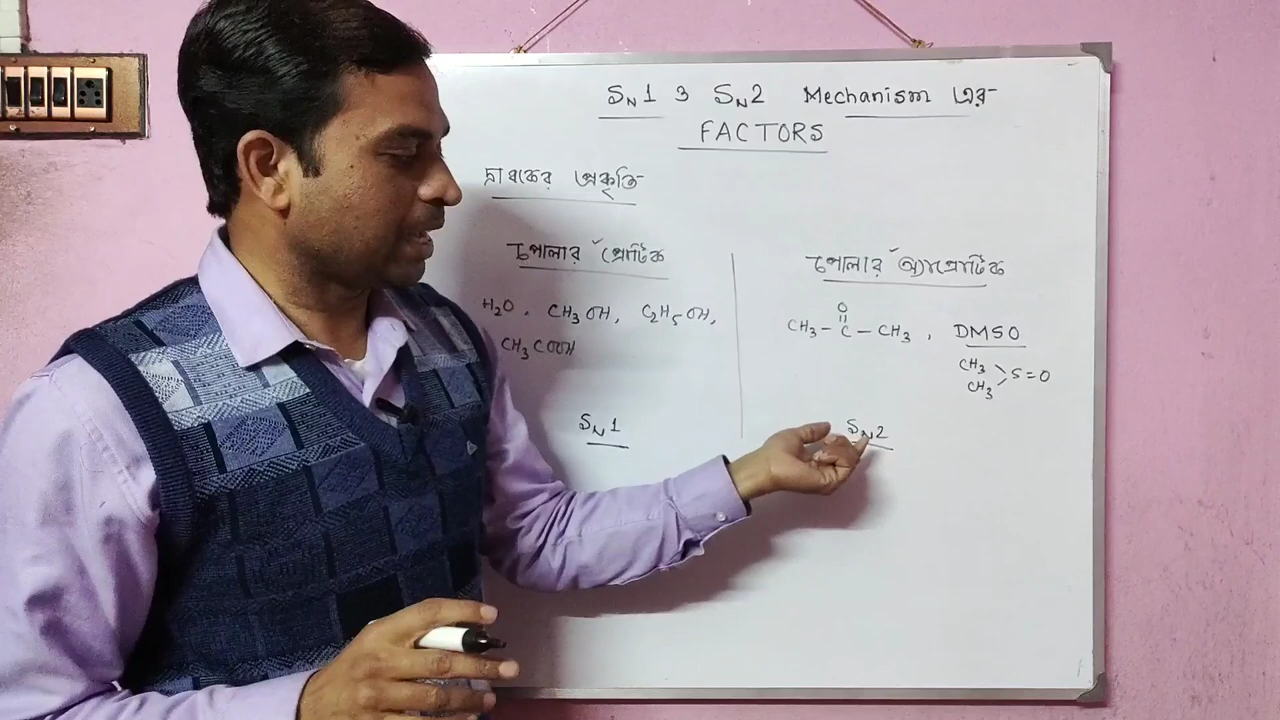 SN1 ও SN2 Mechanism এর
FACTORS
দ্রাবকের প্রকৃতি
পোলার প্রোটিক
H2O, CH3OH, C2H5OH,
CH3COOH
SN1
পোলার অ্যাপ্রোটিক
O
CH3 – C – CH3, DMSO
CH3
CH3
S=O
SN2